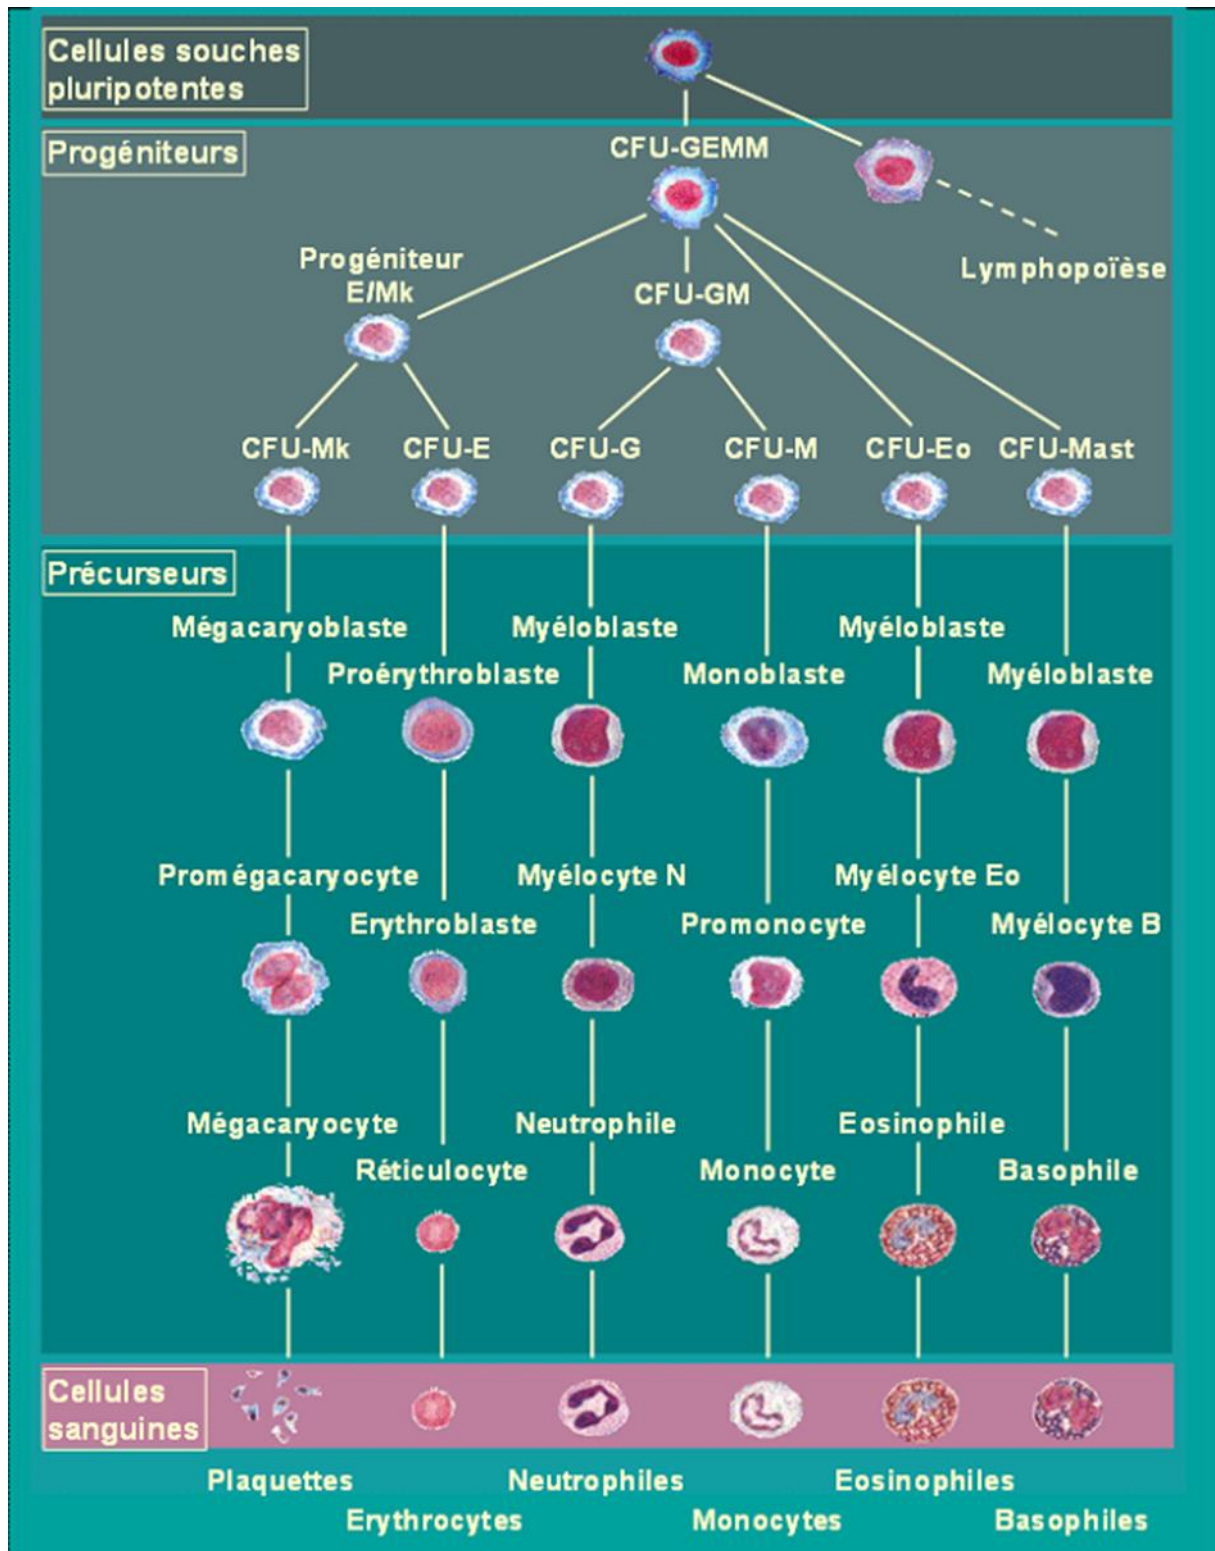 Cellules souches
pluripotentes
Progéniteurs
CFU-GEMM
Lymphopoïèse
Progéniteur
E/Mk
CFU-GM
CFU-Mk
CFU-E
CFU-G
CFU-M
CFU-Eo
CFU-Mast
Précurseurs
Mégacaryoblaste
Myéloblaste
Myéloblaste
Proérythroblaste
Monoblaste
Myéloblaste
Promégacaryocyte
Myélocyte N
Myélocyte Eo
Erythroblaste
Promonocyte
Myélocyte B
Mégacaryocyte
Neutrophile
Eosinophile
Réticulocyte
Monocyte
Basophile
Cellules
sanguines
Plaquettes
Neutrophiles
Eosinophiles
Erythrocytes
Monocytes
Basophiles